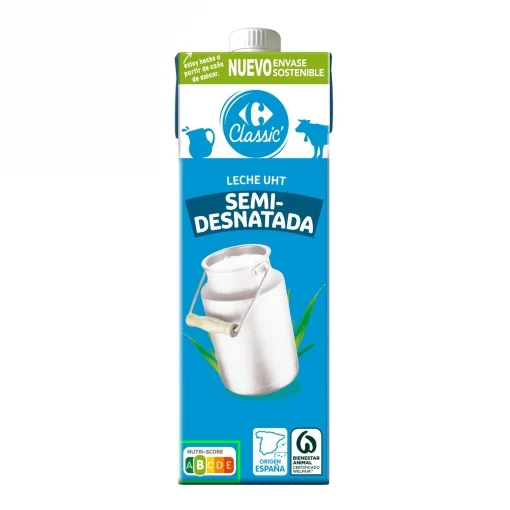 estoy hecho a
partir de caña
de azúcar.
NUEVO ENVASE
SOSTENIBLE
Classic'
LECHE UHT
SEMI-
DESNATADA
NUTRI-SCORE
A B C D E
ORIGEN
ESPAÑA
BIENESTAR
ANIMAL
CERTIFICADO
WELFAIR™